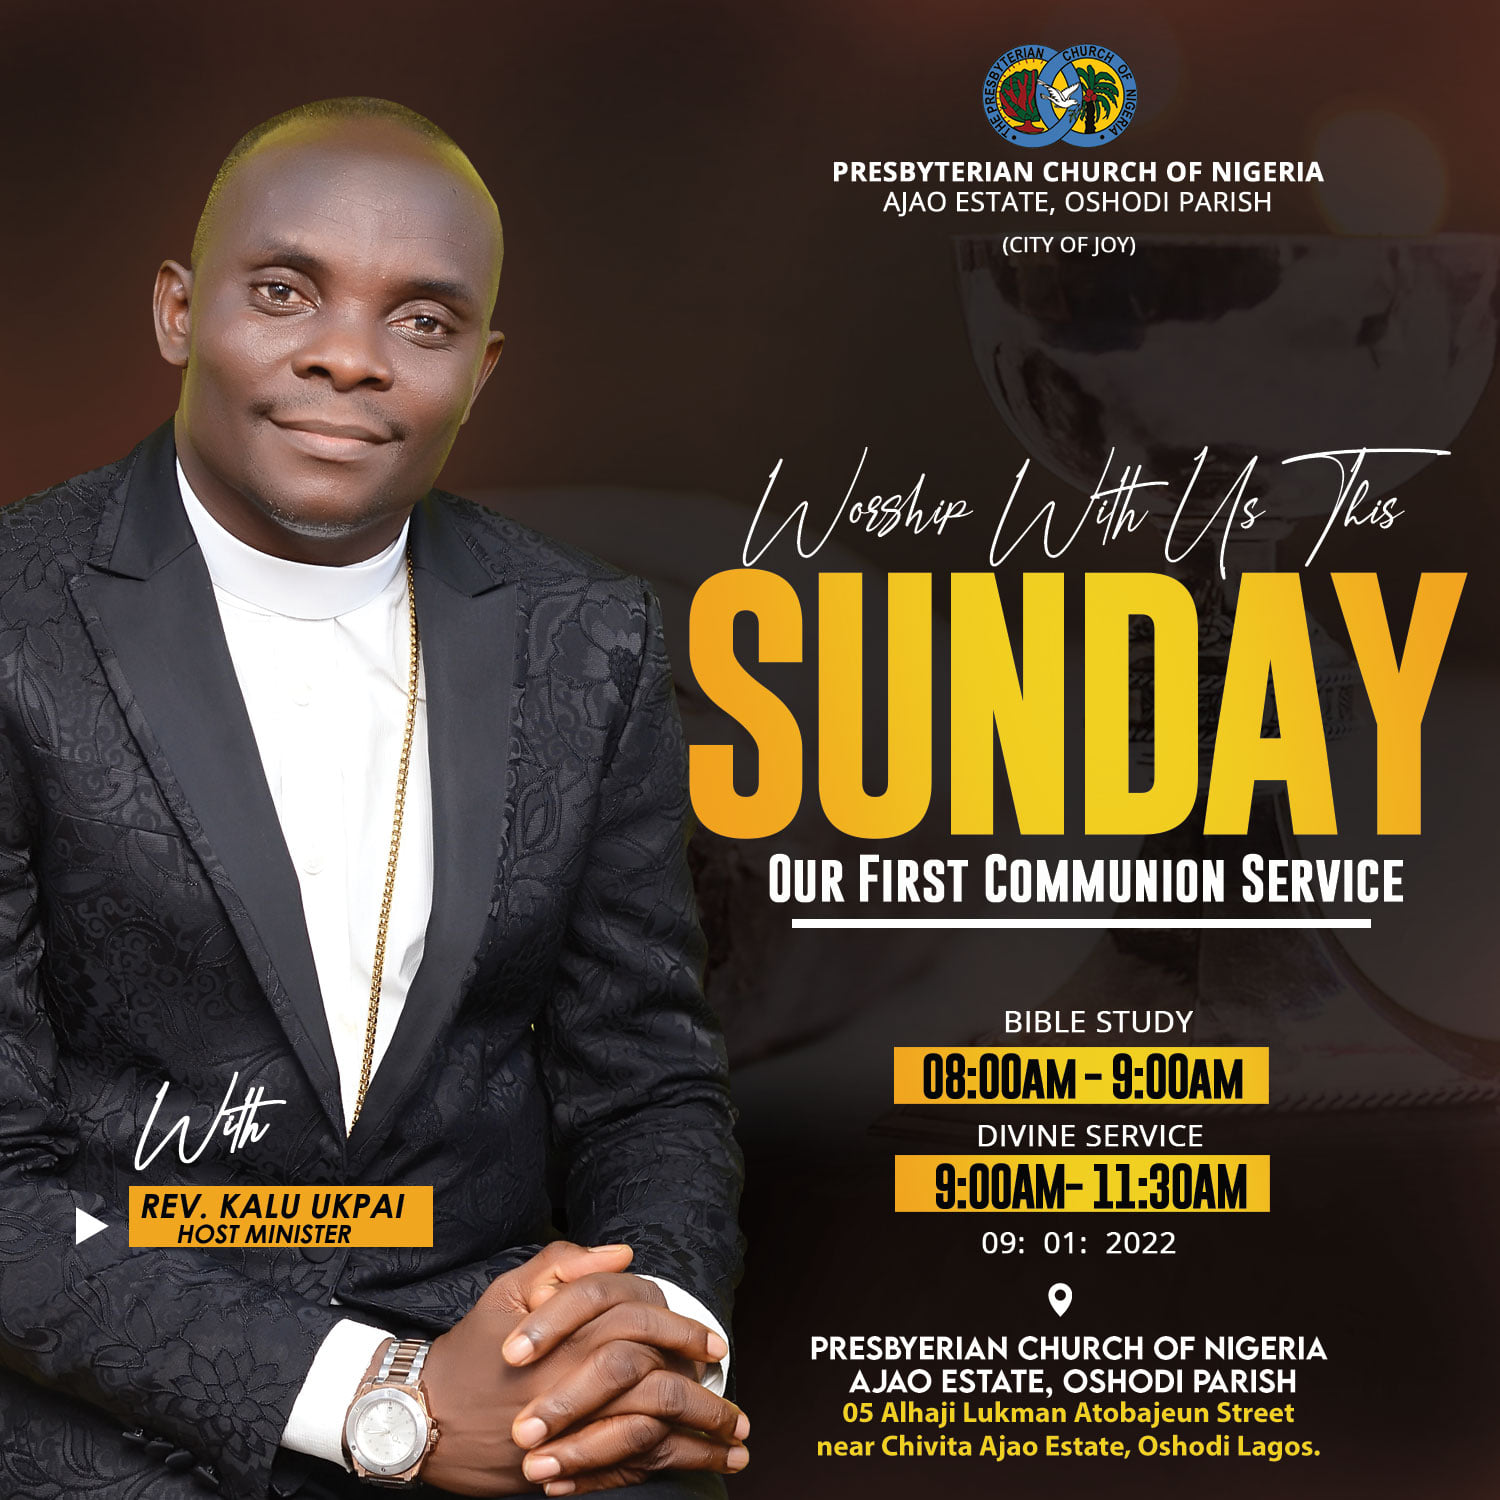 THE PRESBYTERIAN CHURCH OF NIGERIA
PRESBYTERIAN CHURCH OF NIGERIA
AJAO ESTATE, OSHODI PARISH
(CITY OF JOY)
Worship With Us This
SUNDAY
OUR FIRST COMMUNION SERVICE
BIBLE STUDY
08:00AM - 9:00AM
DIVINE SERVICE
9:00AM- 11:30AM
09: 01: 2022
With
REV. KALU UKPAI
HOST MINISTER
PRESBYERIAN CHURCH OF NIGERIA
AJAO ESTATE, OSHODI PARISH
05 Alhaji Lukman Atobajeun Street
near Chivita Ajao Estate, Oshodi Lagos.